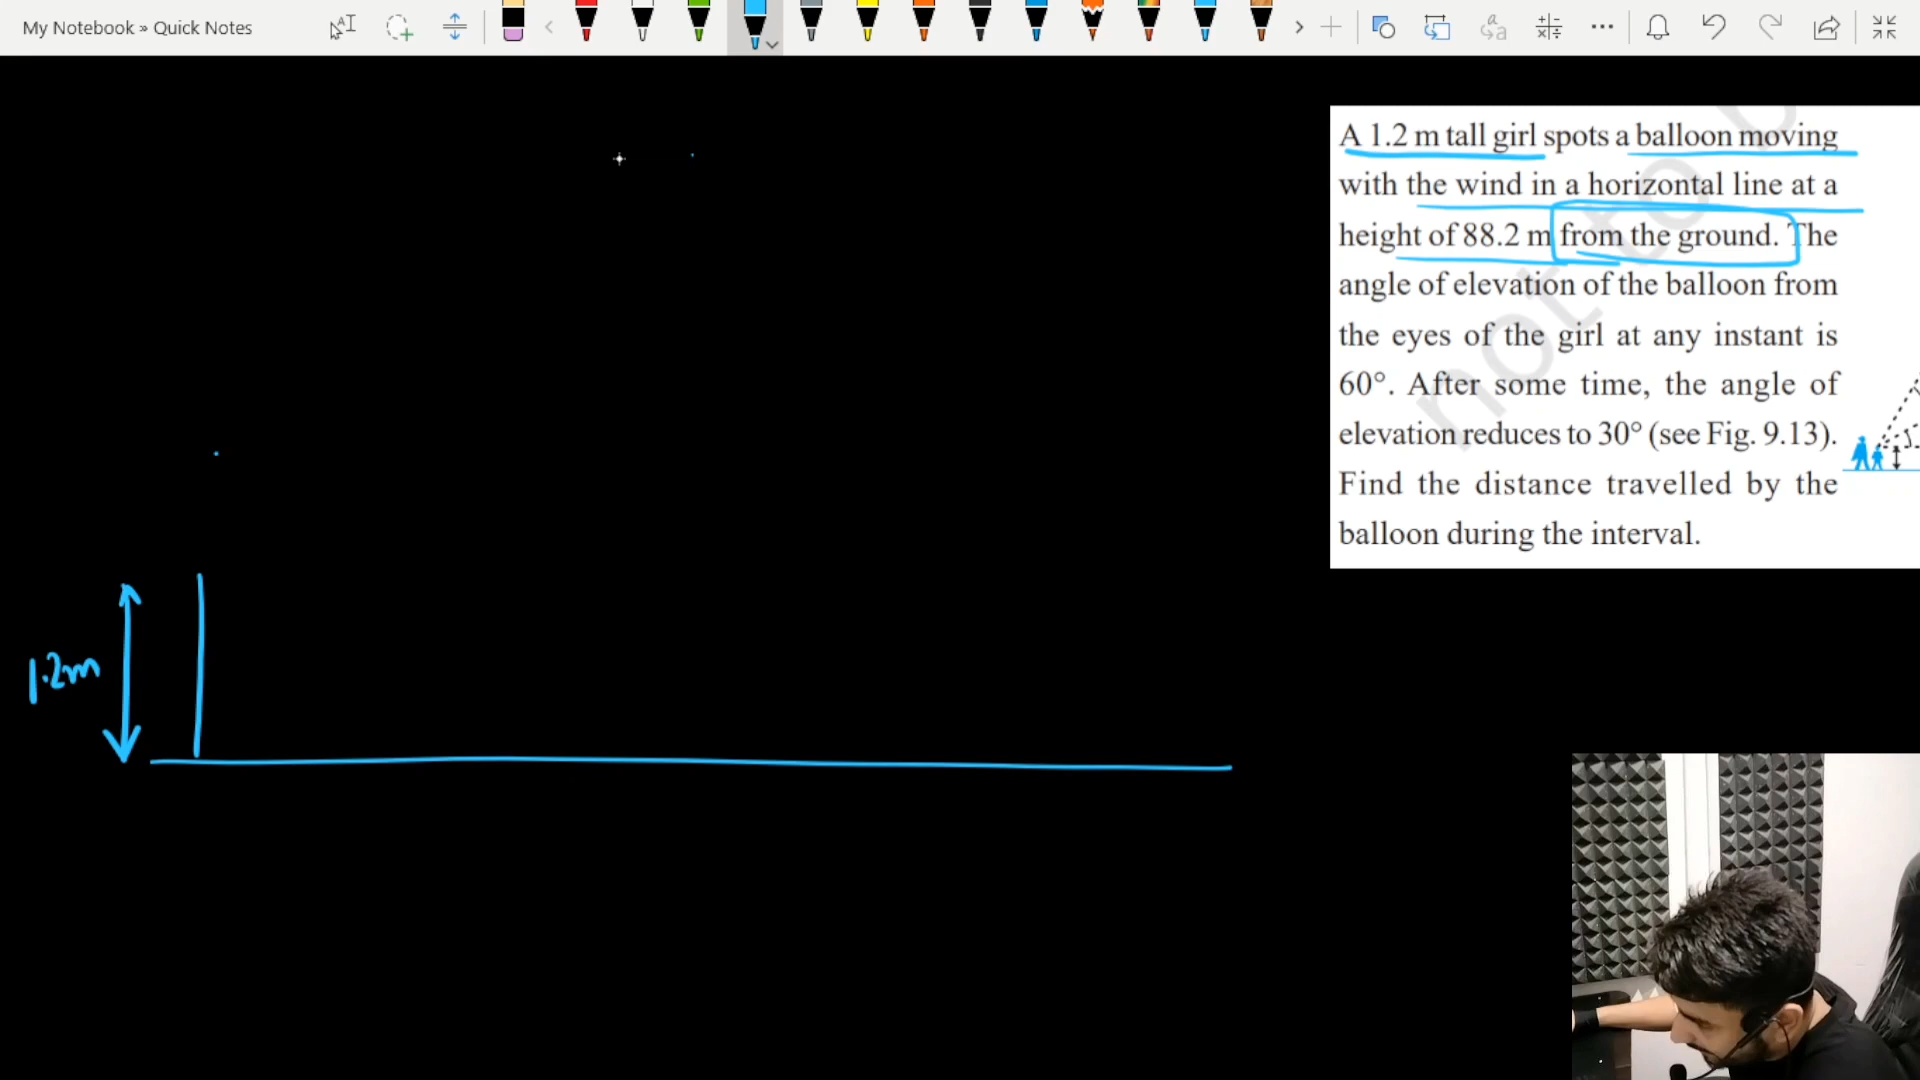 My Notebook » Quick Notes
A 1.2 m tall girl spots a balloon moving
with the wind in a horizontal line at a
height of 88.2 m from the ground. The
angle of elevation of the balloon from
the eyes of the girl at any instant is
60°. After some time, the angle of
elevation reduces to 30° (see Fig. 9.13).
Find the distance travelled by the
balloon during the interval.
1.2m